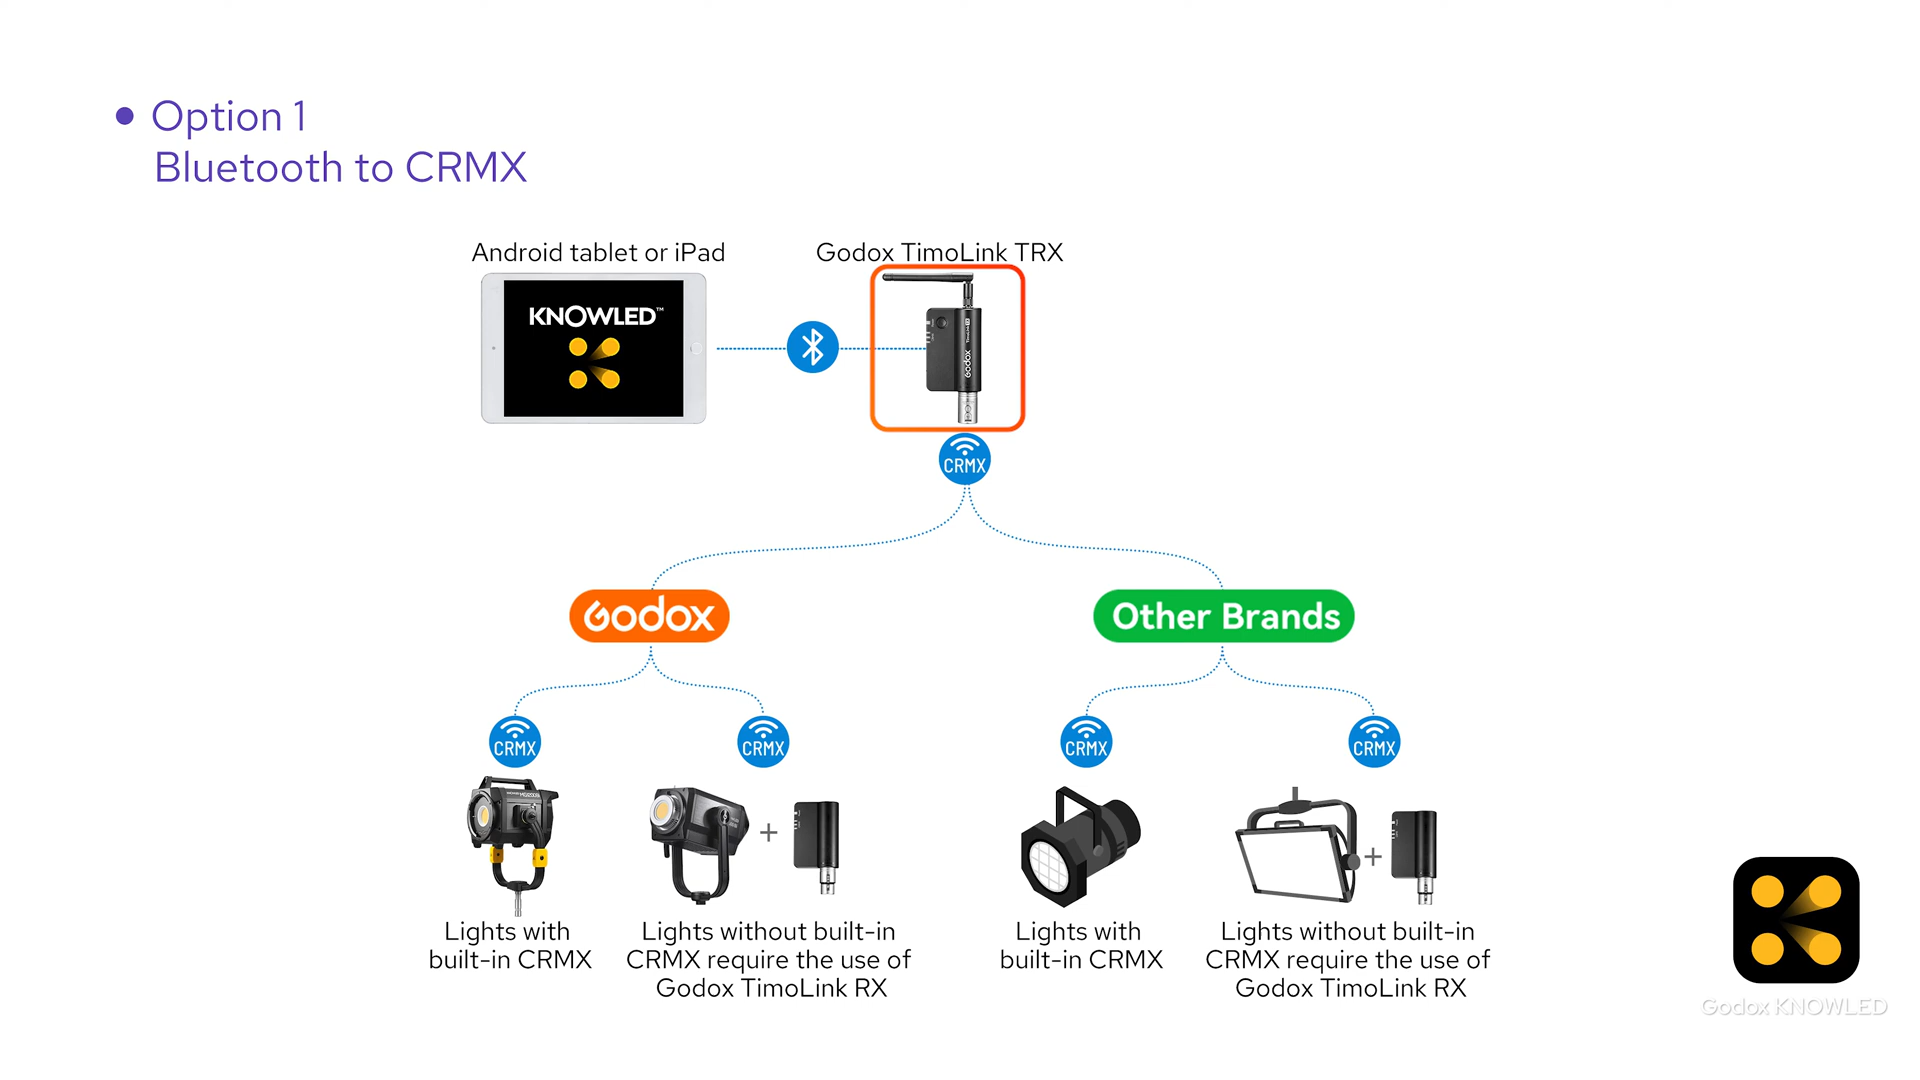 Option 1
Bluetooth to CRMX
Android tablet or iPad
Godox TimoLink TRX
KNOWLED™
Godox
CRMX
Godox
Other Brands
CRMX
CRMX
CRMX
CRMX
Lights with
built-in CRMX
Lights without built-in
CRMX require the use of
Godox TimoLink RX
Lights with
built-in CRMX
Lights without built-in
CRMX require the use of
Godox TimoLink RX
Godox KNOWLED